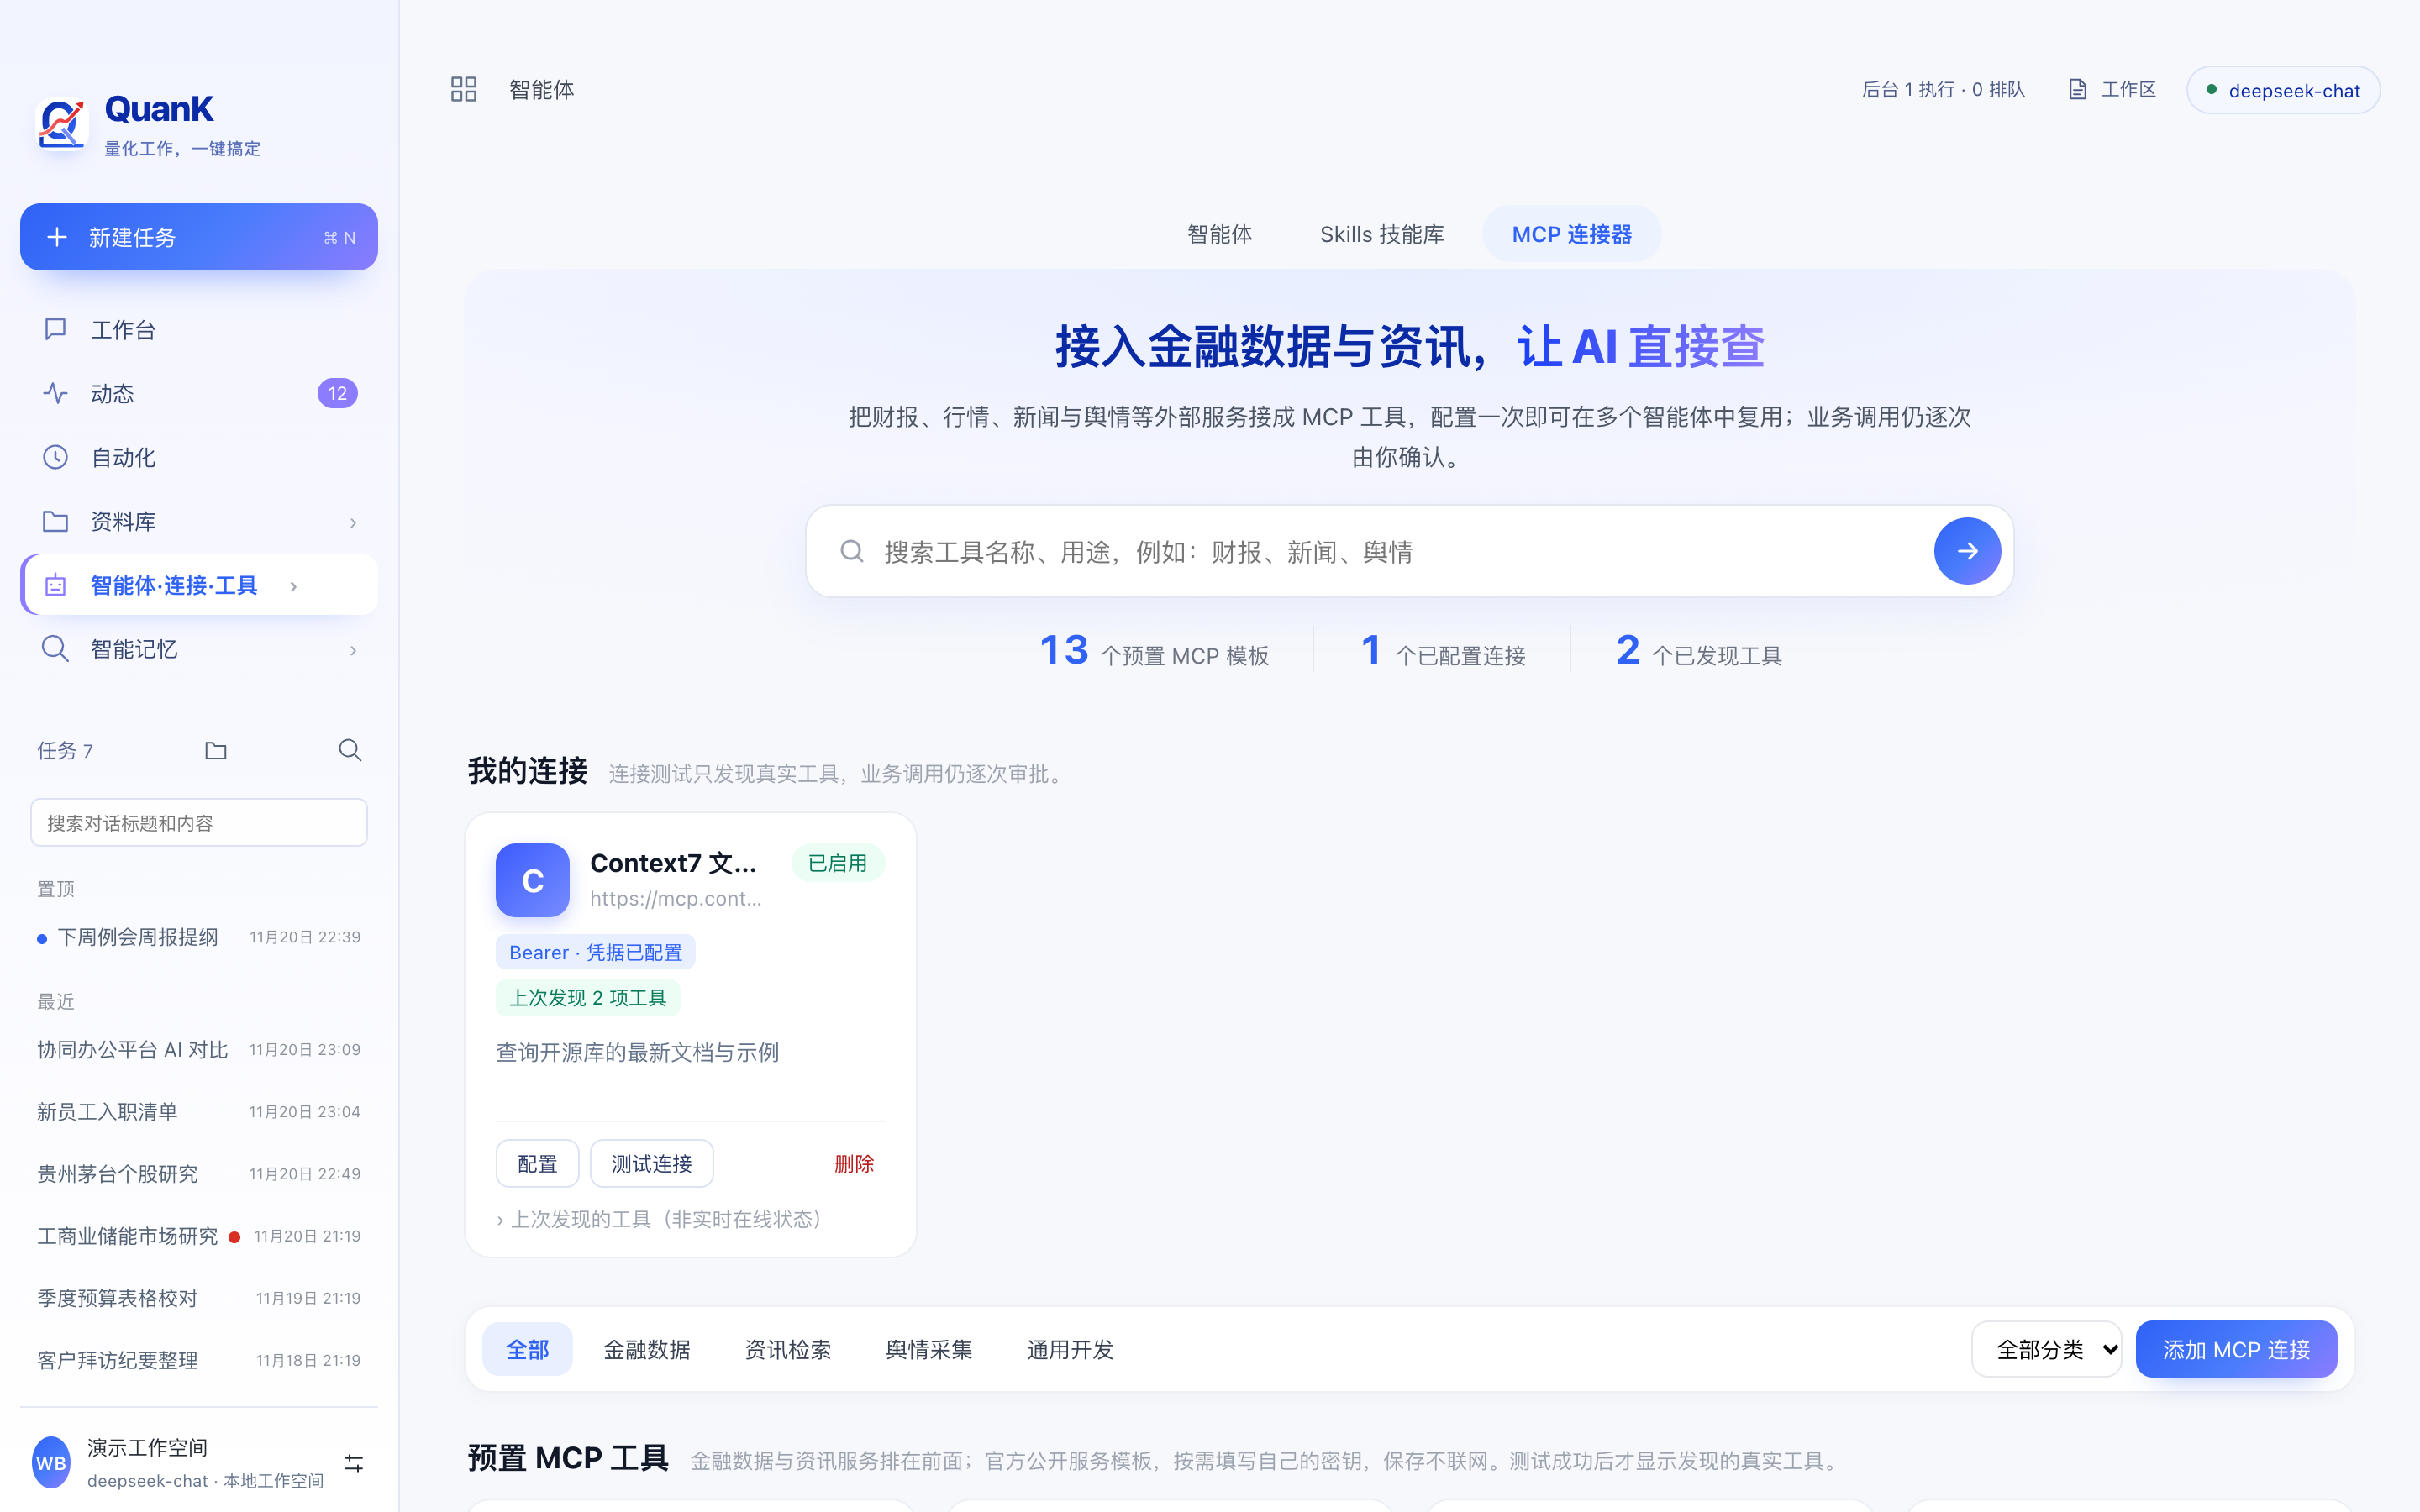 QuanK
量化工作，一键搞定
新建任务
⌘ N
工作台
动态
12
自动化
资料库
智能体·连接·工具
智能记忆
任务 7
搜索对话标题和内容
置顶
下周例会周报提纲 11月20日 22:39
最近
协同办公平台 AI 对比 11月20日 23:09
新员工入职清单 11月20日 23:04
贵州茅台个股研究 11月20日 22:49
工商业储能市场研究 11月20日 21:19
季度预算表格校对 11月19日 21:19
客户拜访纪要整理 11月18日 21:19
WB
演示工作空间
deepseek-chat · 本地工作空间
智能体
后台 1 执行 · 0 排队
工作区
deepseek-chat
智能体
Skills 技能库
MCP 连接器
接入金融数据与资讯，让 AI 直接查
把财报、行情、新闻与舆情等外部服务接成 MCP 工具，配置一次即可在多个智能体中复用；业务调用仍逐次
由你确认。
搜索工具名称、用途，例如：财报、新闻、舆情
13 个预置 MCP 模板
1 个已配置连接
2 个已发现工具
我的连接 连接测试只发现真实工具，业务调用仍逐次审批。
C
Context7 文...
已启用
https://mcp.cont...
Bearer · 凭据已配置
上次发现 2 项工具
查询开源库的最新文档与示例
配置
测试连接
删除
› 上次发现的工具（非实时在线状态）
全部
金融数据
资讯检索
舆情采集
通用开发
全部分类
添加 MCP 连接
预置 MCP 工具 金融数据与资讯服务排在前面；官方公开服务模板，按需填写自己的密钥，保存不联网。测试成功后才显示发现的真实工具。